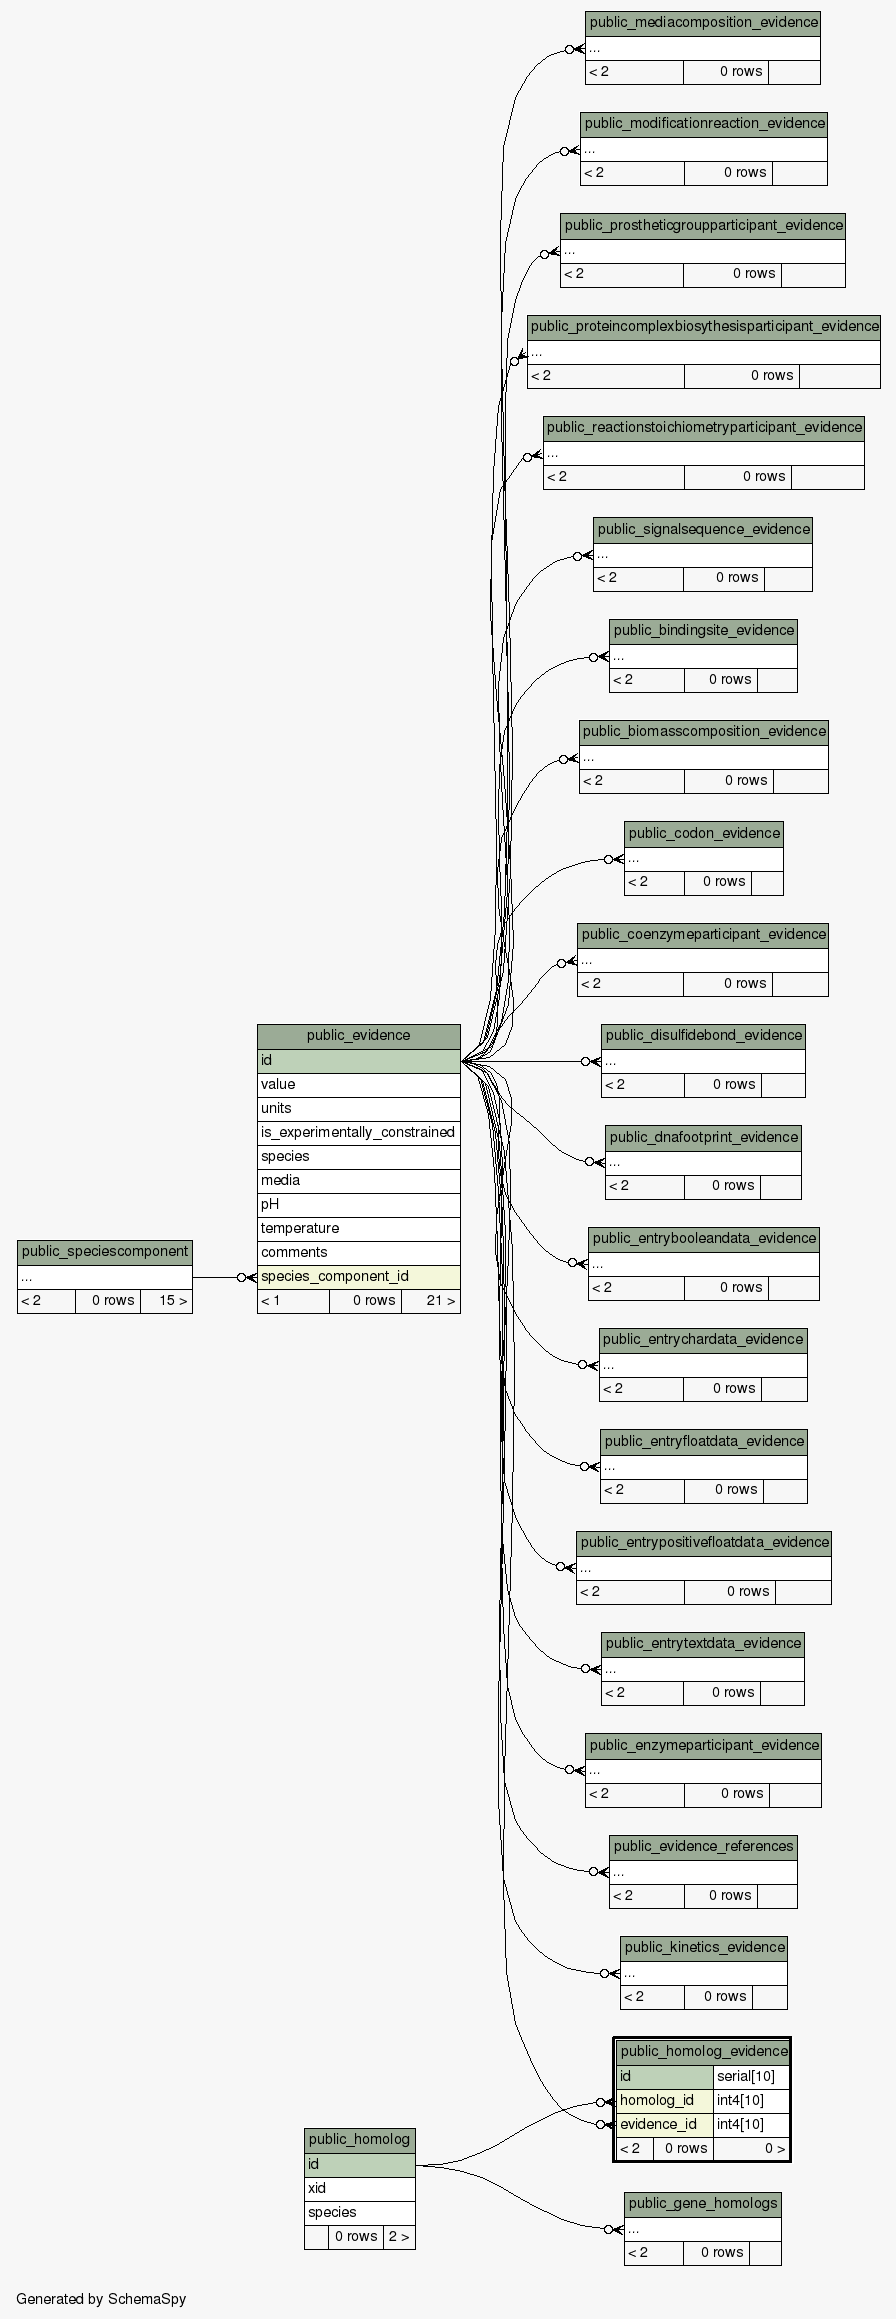 public_mediacomposition_evidence
...
< 2 0 rows
public_modificationreaction_evidence
...
< 2 0 rows
public_prostheticgroupparticipant_evidence
...
< 2 0 rows
public_proteincomplexbiosythesisparticipant_evidence
...
< 2 0 rows
public_reactionstoichiometryparticipant_evidence
...
< 2 0 rows
public_signalsequence_evidence
...
< 2 0 rows
public_bindingsite_evidence
...
< 2 0 rows
public_biomasscomposition_evidence
...
< 2 0 rows
public_codon_evidence
...
< 2 0 rows
public_coenzymeparticipant_evidence
...
< 2 0 rows
public_evidence
id
value
units
is_experimentally_constrained
species
media
pH
temperature
comments
species_component_id
< 1 0 rows 21 >
public_speciescomponent
...
< 2 0 rows 15 >
public_disulfidebond_evidence
...
< 2 0 rows
public_dnafootprint_evidence
...
< 2 0 rows
public_entrybooleandata_evidence
...
< 2 0 rows
public_entrychardata_evidence
...
< 2 0 rows
public_entryfloatdata_evidence
...
< 2 0 rows
public_entrypositivefloatdata_evidence
...
< 2 0 rows
public_entrytextdata_evidence
...
< 2 0 rows
public_enzymeparticipant_evidence
...
< 2 0 rows
public_evidence_references
...
< 2 0 rows
public_kinetics_evidence
...
< 2 0 rows
public_homolog_evidence
id serial[10]
homolog_id int4[10]
evidence_id int4[10]
< 2 0 rows 0 >
public_homolog
id
xid
species
0 rows 2 >
public_gene_homologs
...
< 2 0 rows
Generated by SchemaSpy